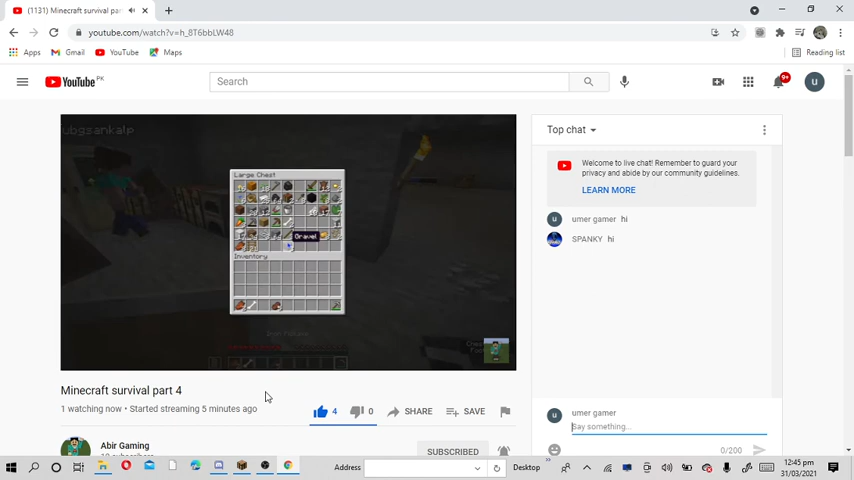 (1131) Minecraft survival part
youtube.com/watch?v=h_8T6bbLW48
Apps Gmail YouTube Maps Reading list
YouTube PK
Search
9+
u
ubgsankalp
Large Chest
Gravel
Inventory
Minecraft survival part 4
1 watching now • Started streaming 5 minutes ago
4 0 SHARE SAVE
Abir Gaming
SUBSCRIBED
Top chat
Welcome to live chat! Remember to guard your
privacy and abide by our community guidelines.
LEARN MORE
u umer gamer hi
SPANKY hi
u umer gamer
Say something...
0/200
Address Desktop
12:45 pm
31/03/2021